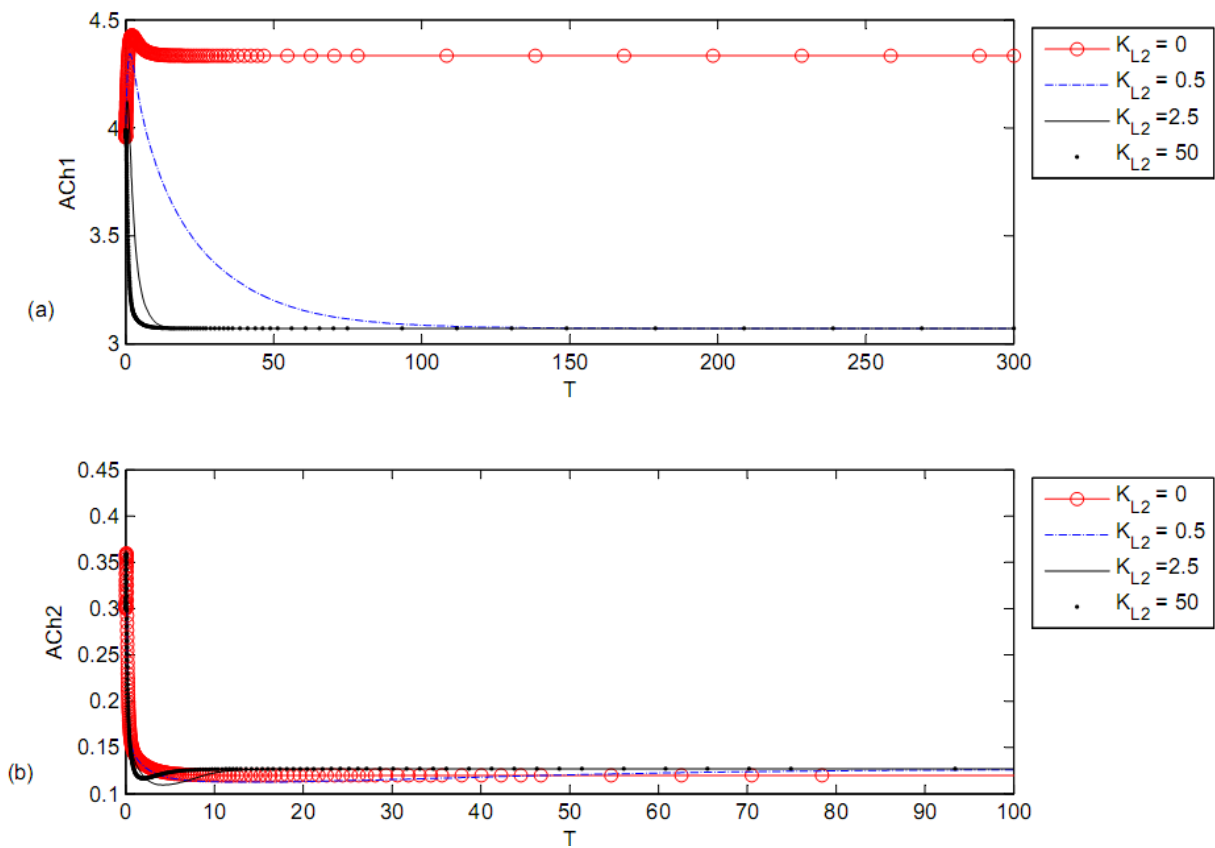 4.5
4
3.5
3
ACh1
(a)
0 50 100 150 200 250 300
T
K_L2 = 0
K_L2 = 0.5
K_L2 =2.5
K_L2 = 50
0.45
0.4
0.35
0.3
0.25
0.2
0.15
0.1
ACh2
(b)
0 10 20 30 40 50 60 70 80 90 100
T
K_L2 = 0
K_L2 = 0.5
K_L2 =2.5
K_L2 = 50